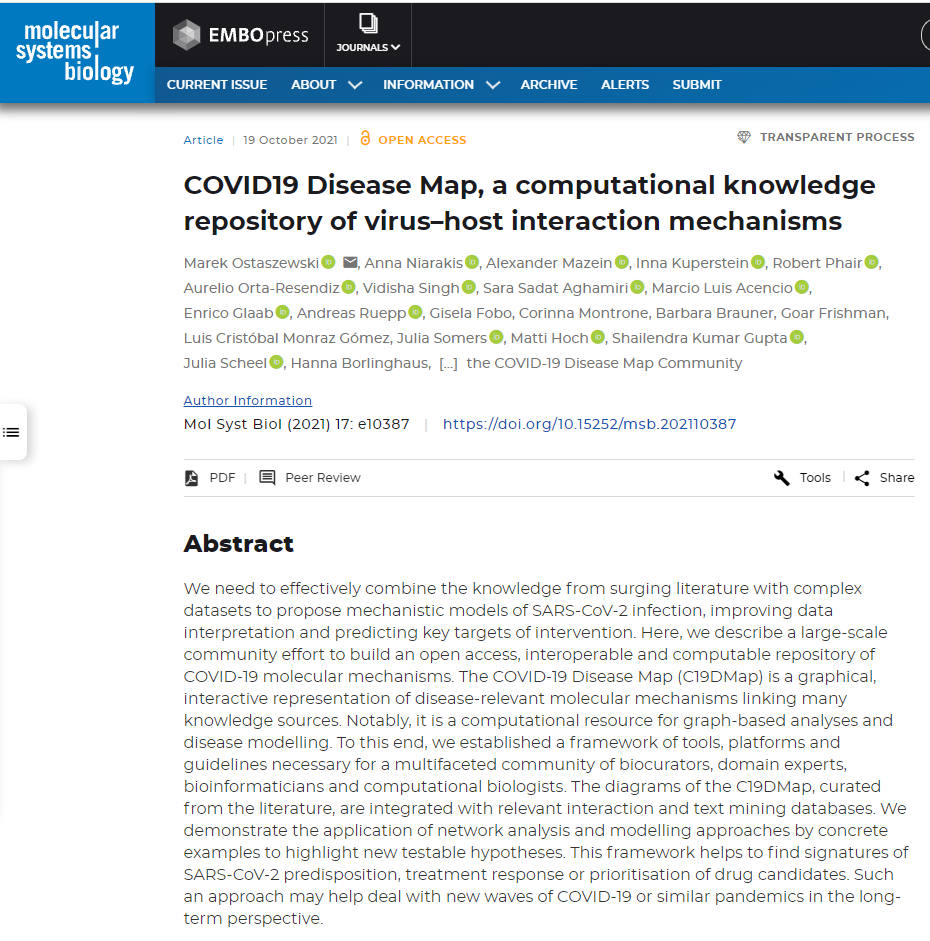 molecular
systems
biology
EMBOpress
JOURNALS
CURRENT ISSUE ABOUT INFORMATION ARCHIVE ALERTS SUBMIT
Article | 19 October 2021 | OPEN ACCESS
TRANSPARENT PROCESS
COVID19 Disease Map, a computational knowledge
repository of virus–host interaction mechanisms
Marek Ostaszewski iD, Anna Niarakis iD, Alexander Mazein iD, Inna Kuperstein iD, Robert Phair iD,
Aurelio Orta-Resendiz iD, Vidisha Singh iD, Sara Sadat Aghamiri iD, Marcio Luis Acencio iD,
Enrico Glaab iD, Andreas Ruepp iD, Gisela Fobo, Corinna Montrone, Barbara Brauner, Goar Frishman,
Luis Cristóbal Monraz Gómez, Julia Somers iD, Matti Hoch iD, Shailendra Kumar Gupta iD,
Julia Scheel iD, Hanna Borlinghaus, [...] the COVID-19 Disease Map Community
Author Information
Mol Syst Biol (2021) 17: e10387 | https://doi.org/10.15252/msb.202110387
PDF | Peer Review
Tools | Share
Abstract
We need to effectively combine the knowledge from surging literature with complex
datasets to propose mechanistic models of SARS-CoV-2 infection, improving data
interpretation and predicting key targets of intervention. Here, we describe a large-scale
community effort to build an open access, interoperable and computable repository of
COVID-19 molecular mechanisms. The COVID-19 Disease Map (C19DMap) is a graphical,
interactive representation of disease-relevant molecular mechanisms linking many
knowledge sources. Notably, it is a computational resource for graph-based analyses and
disease modelling. To this end, we established a framework of tools, platforms and
guidelines necessary for a multifaceted community of biocurators, domain experts,
bioinformaticians and computational biologists. The diagrams of the C19DMap, curated
from the literature, are integrated with relevant interaction and text mining databases. We
demonstrate the application of network analysis and modelling approaches by concrete
examples to highlight new testable hypotheses. This framework helps to find signatures of
SARS-CoV-2 predisposition, treatment response or prioritisation of drug candidates. Such
an approach may help deal with new waves of COVID-19 or similar pandemics in the long-
term perspective.